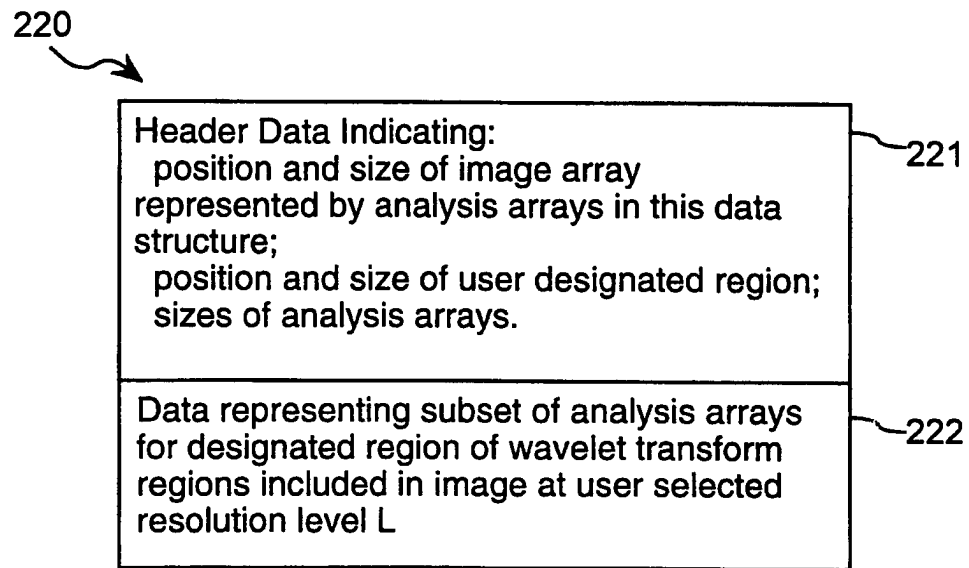 220
Header Data Indicating:
position and size of image array
represented by analysis arrays in this data
structure;
position and size of user designated region;
sizes of analysis arrays.
221
Data representing subset of analysis arrays
for designated region of wavelet transform
regions included in image at user selected
resolution level L
222